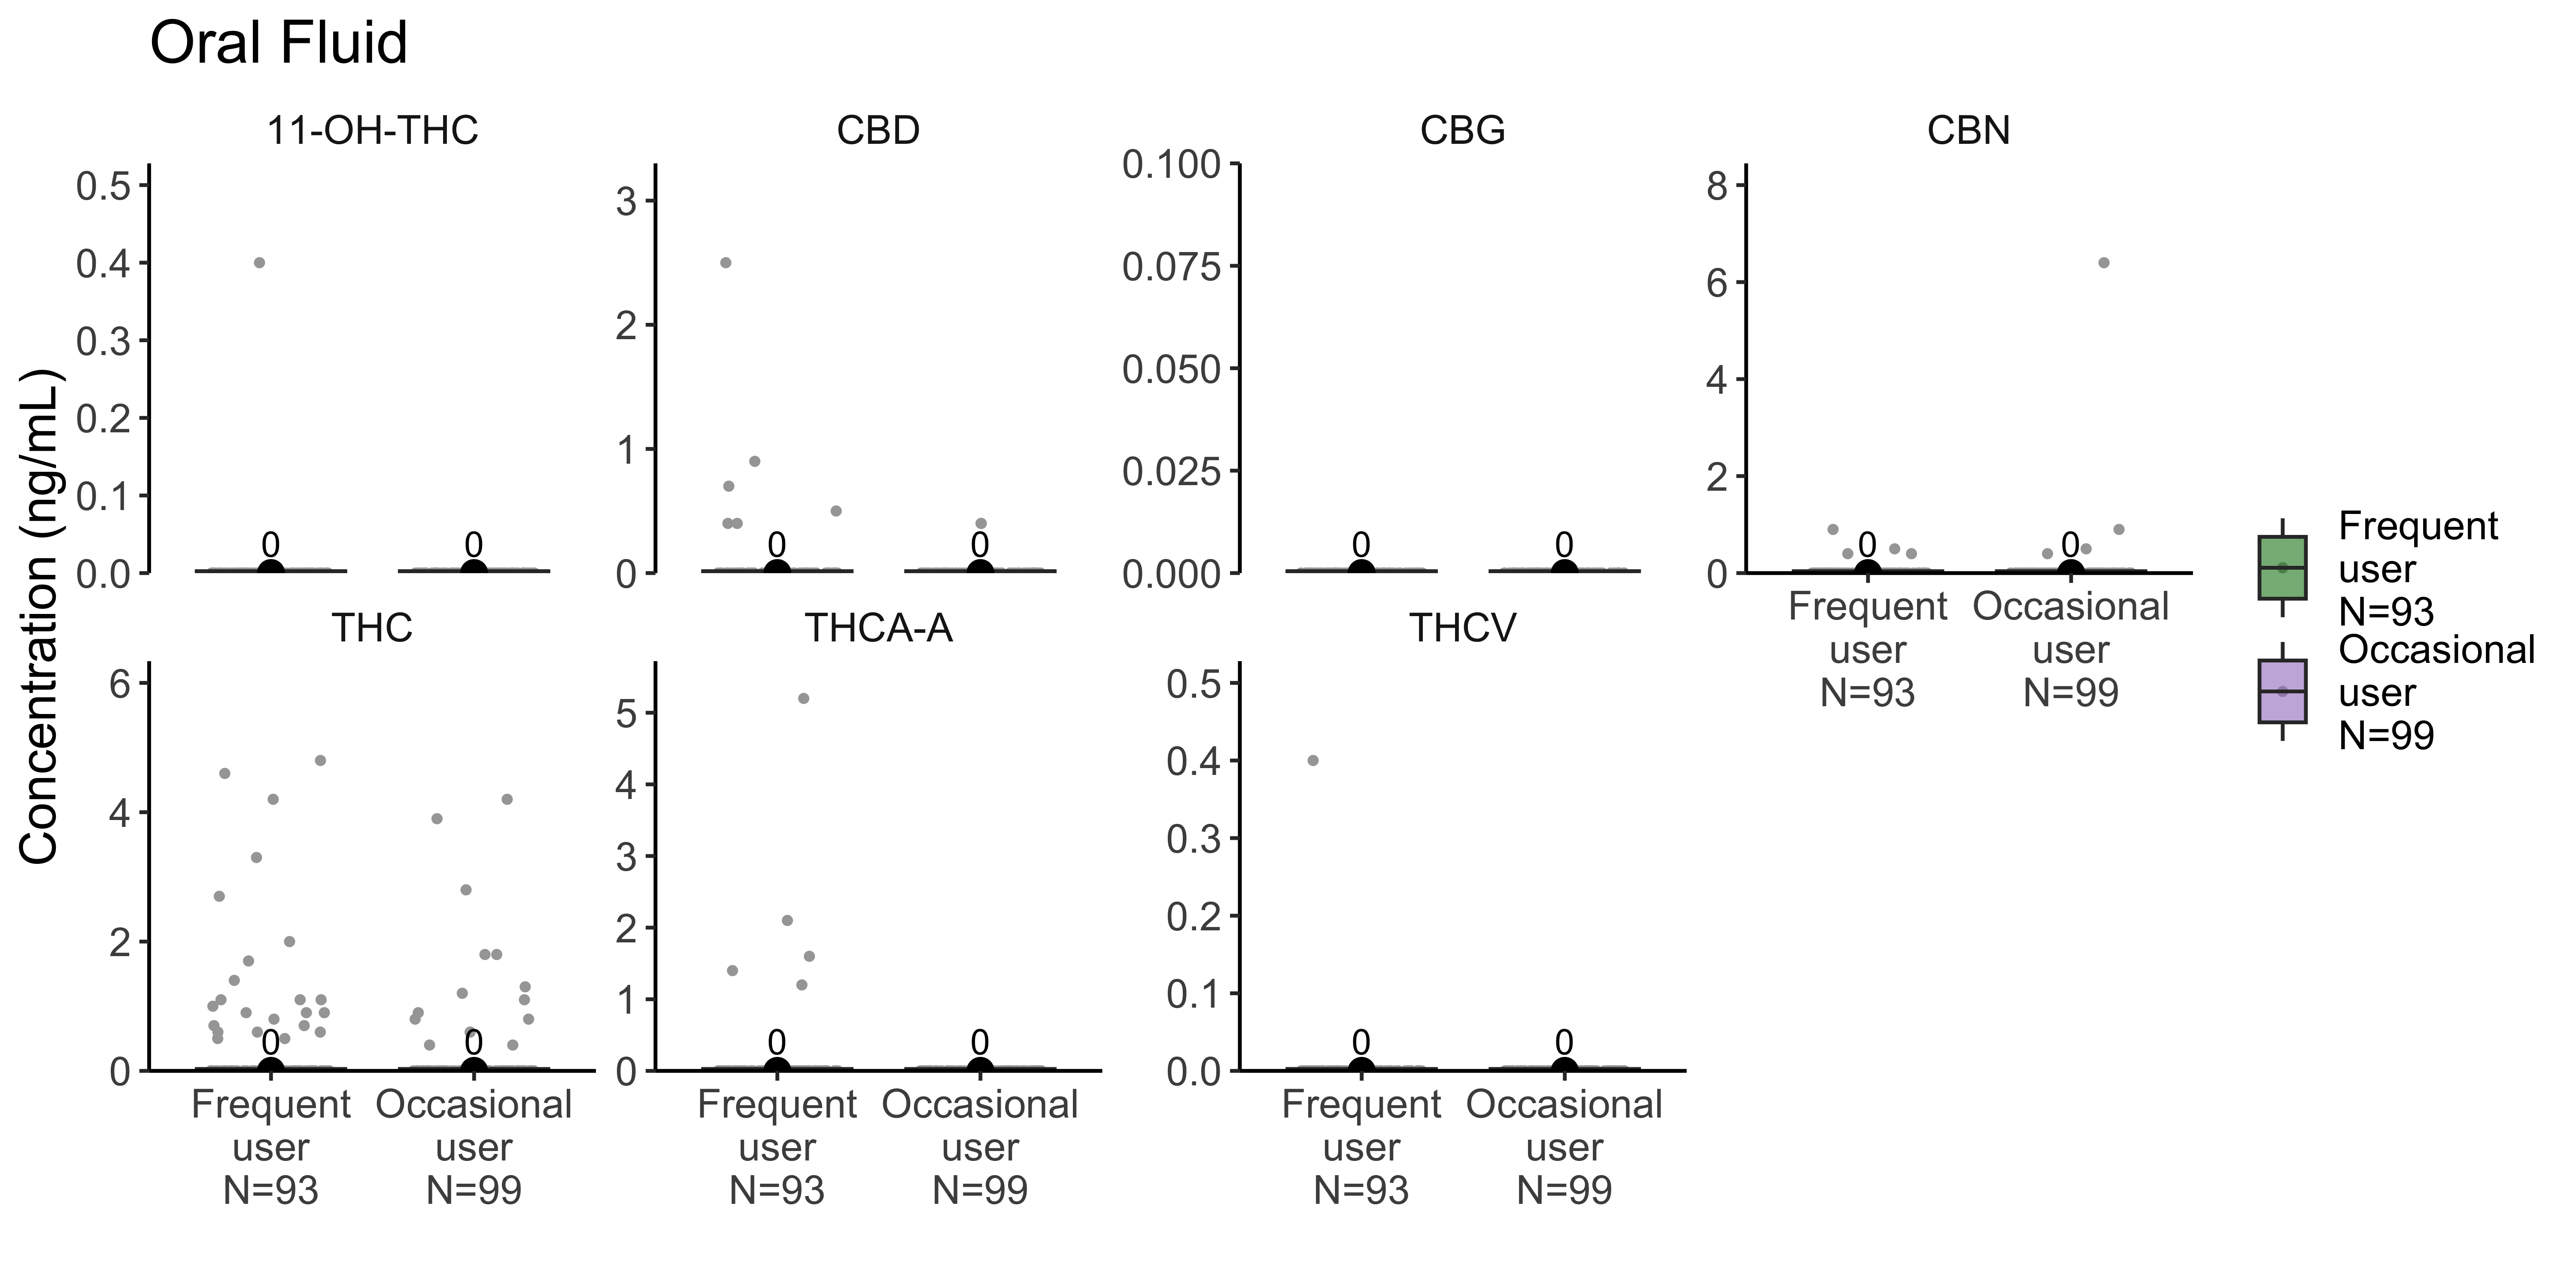 Oral Fluid
Concentration (ng/mL)
11-OH-THC
0.5
0.4
0.3
0.2
0.1
0.0
0
0
CBD
3
2
1
0
0
0
CBG
0.100
0.075
0.050
0.025
0.000
0
0
CBN
8
6
4
2
0
0
0
Frequent
user
N=93
Occasional
user
N=99
THC
6
4
2
0
0
0
Frequent
user
N=93
Occasional
user
N=99
THCA-A
5
4
3
2
1
0
0
0
Frequent
user
N=93
Occasional
user
N=99
THCV
0.5
0.4
0.3
0.2
0.1
0.0
0
0
Frequent
user
N=93
Occasional
user
N=99
Frequent
user
N=93
Occasional
user
N=99